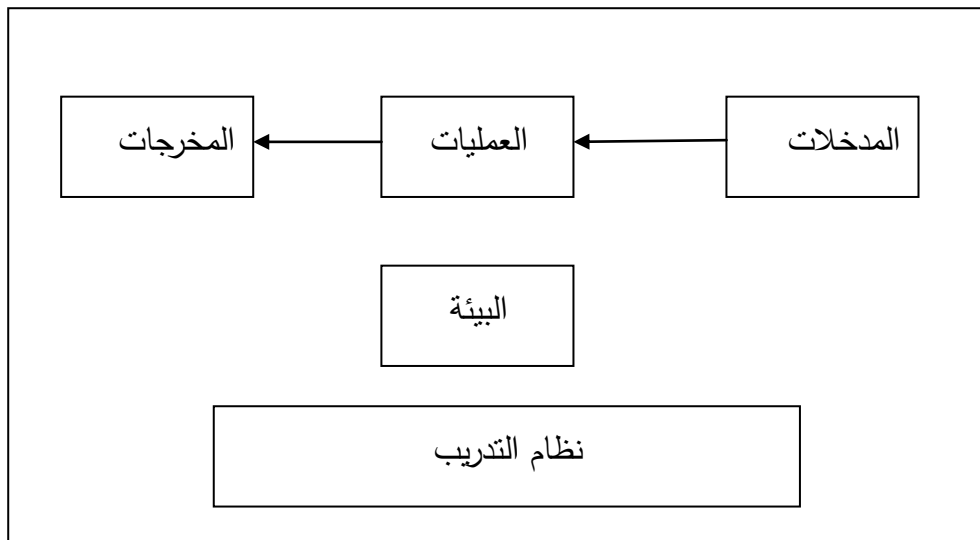 المدخلات
العمليات
المخرجات
البيئة
نظام التدريب